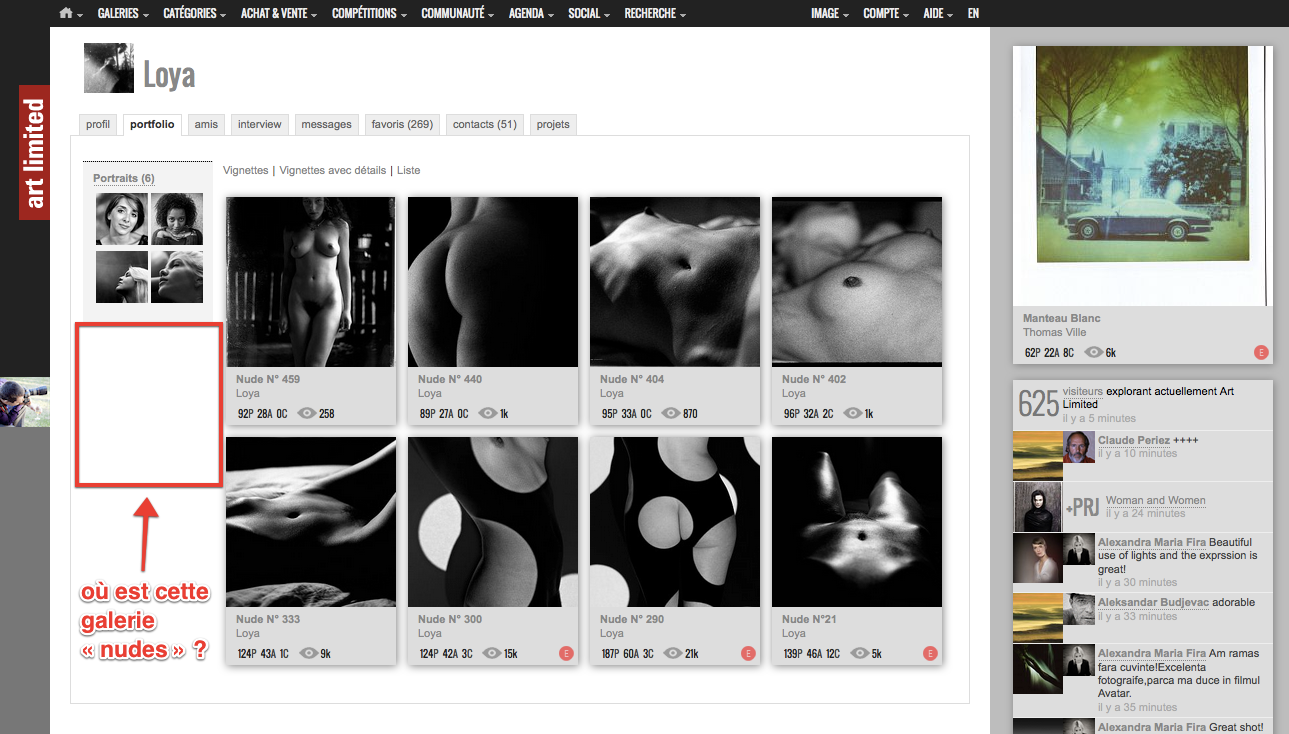 GALERIES
CATÉGORIES
ACHAT & VENTE
COMPÉTITIONS
COMMUNAUTÉ
AGENDA
SOCIAL
RECHERCHE
IMAGE
COMPTE
AIDE
EN
art limited
Loya
profil
portfolio
amis
interview
messages
favoris (269)
contacts (51)
projets
Portraits (6)
Vignettes | Vignettes avec détails | Liste
Nude N° 459
Loya
92P 28A 0C 258
Nude N° 440
Loya
89P 27A 0C 1k
Nude N° 404
Loya
95P 33A 0C 870
Nude N° 402
Loya
96P 32A 2C 1k
où est cette
galerie
« nudes » ?
Nude N° 333
Loya
124P 43A 1C 9k
Nude N° 300
Loya
124P 42A 3C 15k E
Nude N° 290
Loya
187P 60A 3C 21k E
Nude N°21
Loya
139P 46A 12C 5k E
Manteau Blanc
Thomas Ville
62P 22A 8C 6k E
625 visiteurs explorant actuellement Art
Limited
il y a 5 minutes
Claude Periez ++++
il y a 10 minutes
+PRJ Woman and Women
il y a 24 minutes
Alexandra Maria Fira Beautiful
use of lights and the exprssion is
great!
il y a 30 minutes
Aleksandar Budjevac adorable
il y a 33 minutes
Alexandra Maria Fira Am ramas
fara cuvinte!Excelenta
fotograife,parca ma duce in filmul
Avatar.
il y a 35 minutes
Alexandra Maria Fira Great shot!